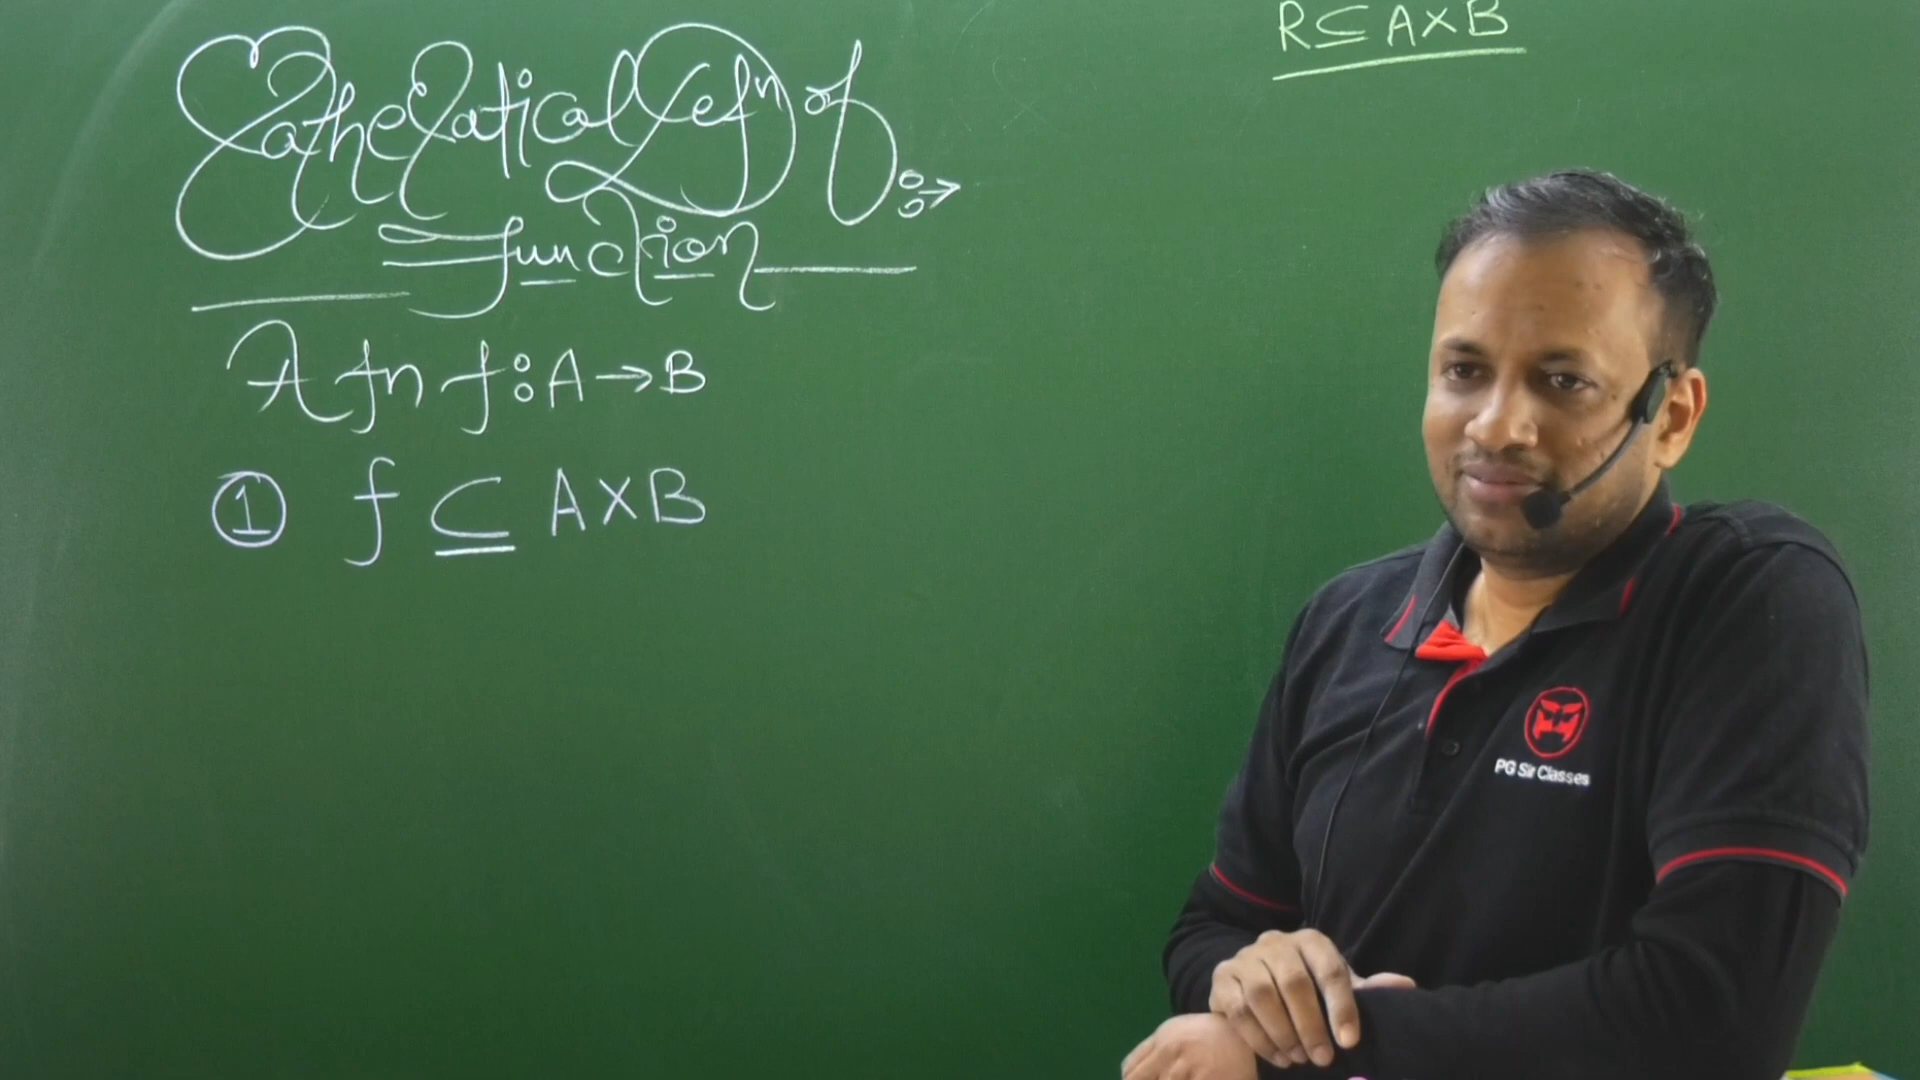 Mathematical Defⁿ of
function :→
A fn f : A → B
① f ⊆ A×B
R ⊆ A×B
PG Sir Classes